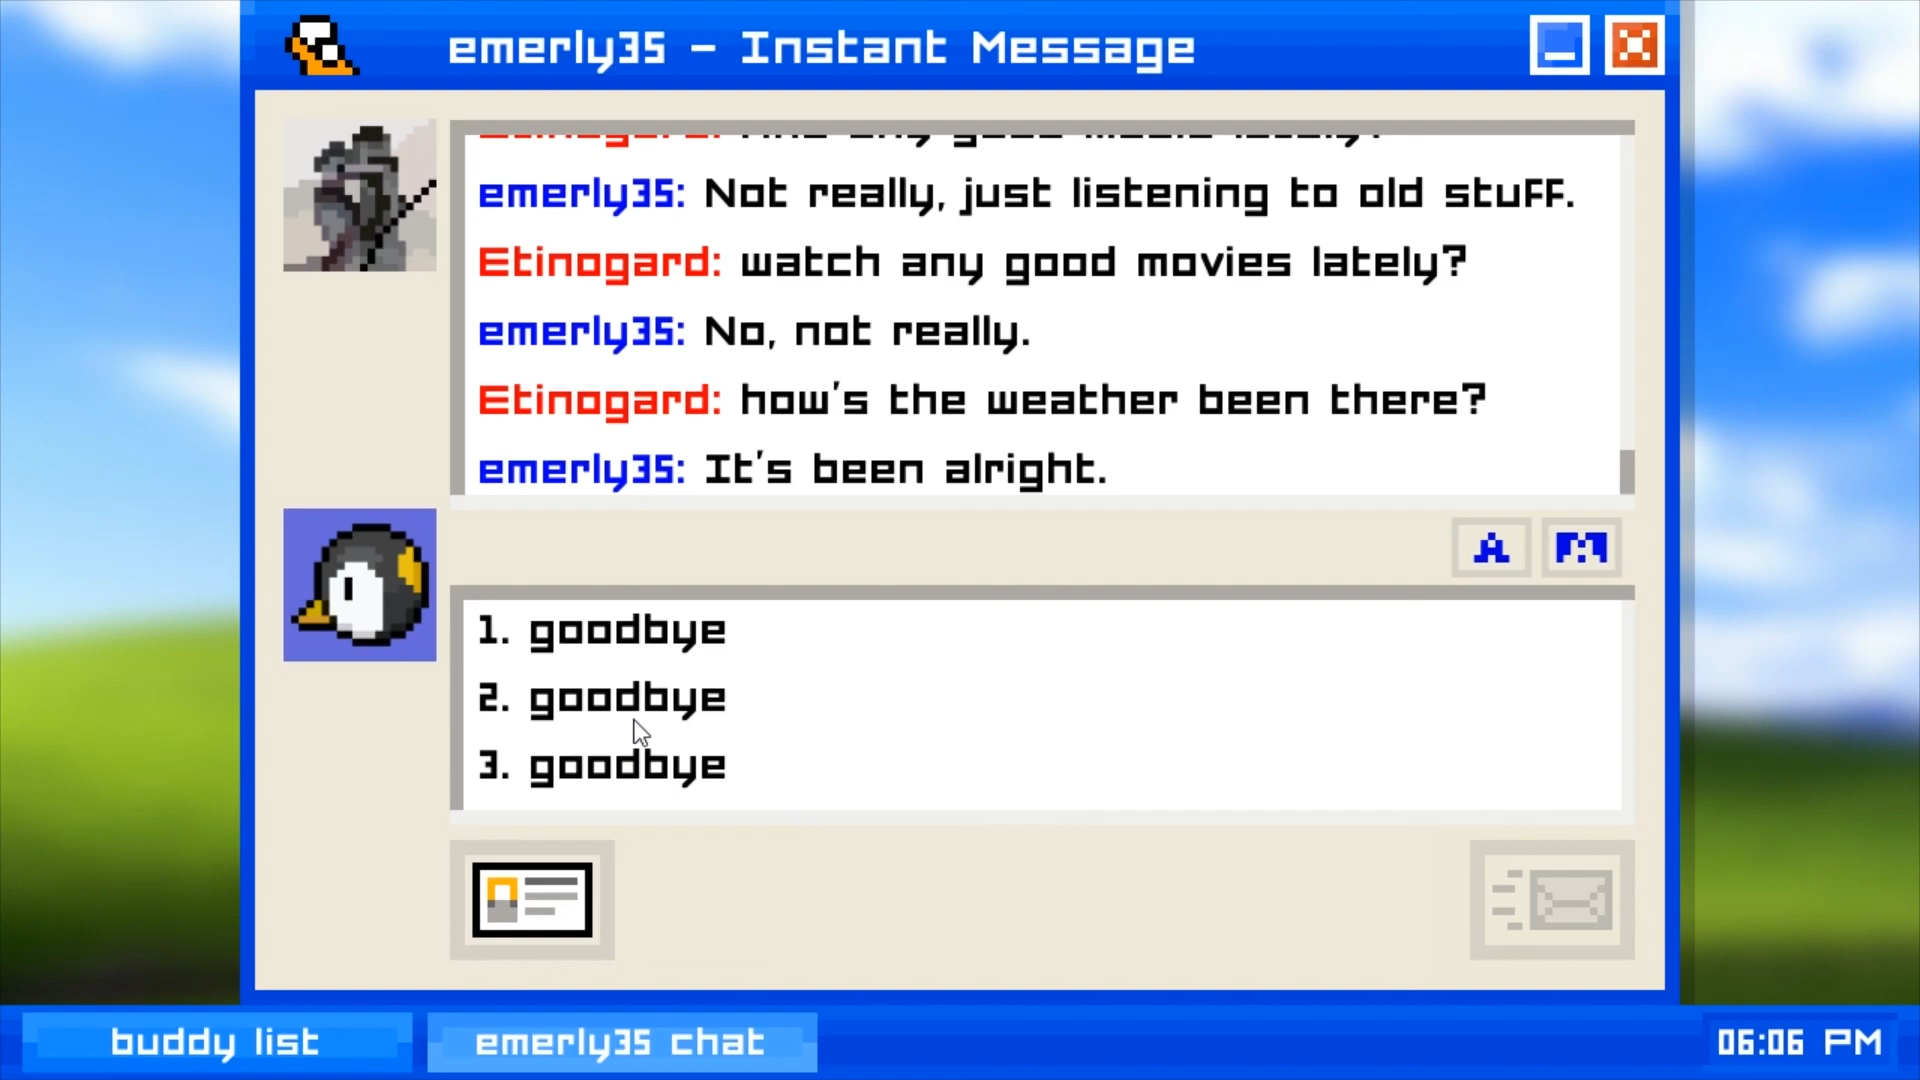 emerly35 - Instant Message
emerly35: Not really, just listening to old stuff.
Etinogard: watch any good movies lately?
emerly35: No, not really.
Etinogard: how's the weather been there?
emerly35: It's been alright.
A M
1. goodbye
2. goodbye
3. goodbye
buddy list
emerly35 chat
06:06 PM